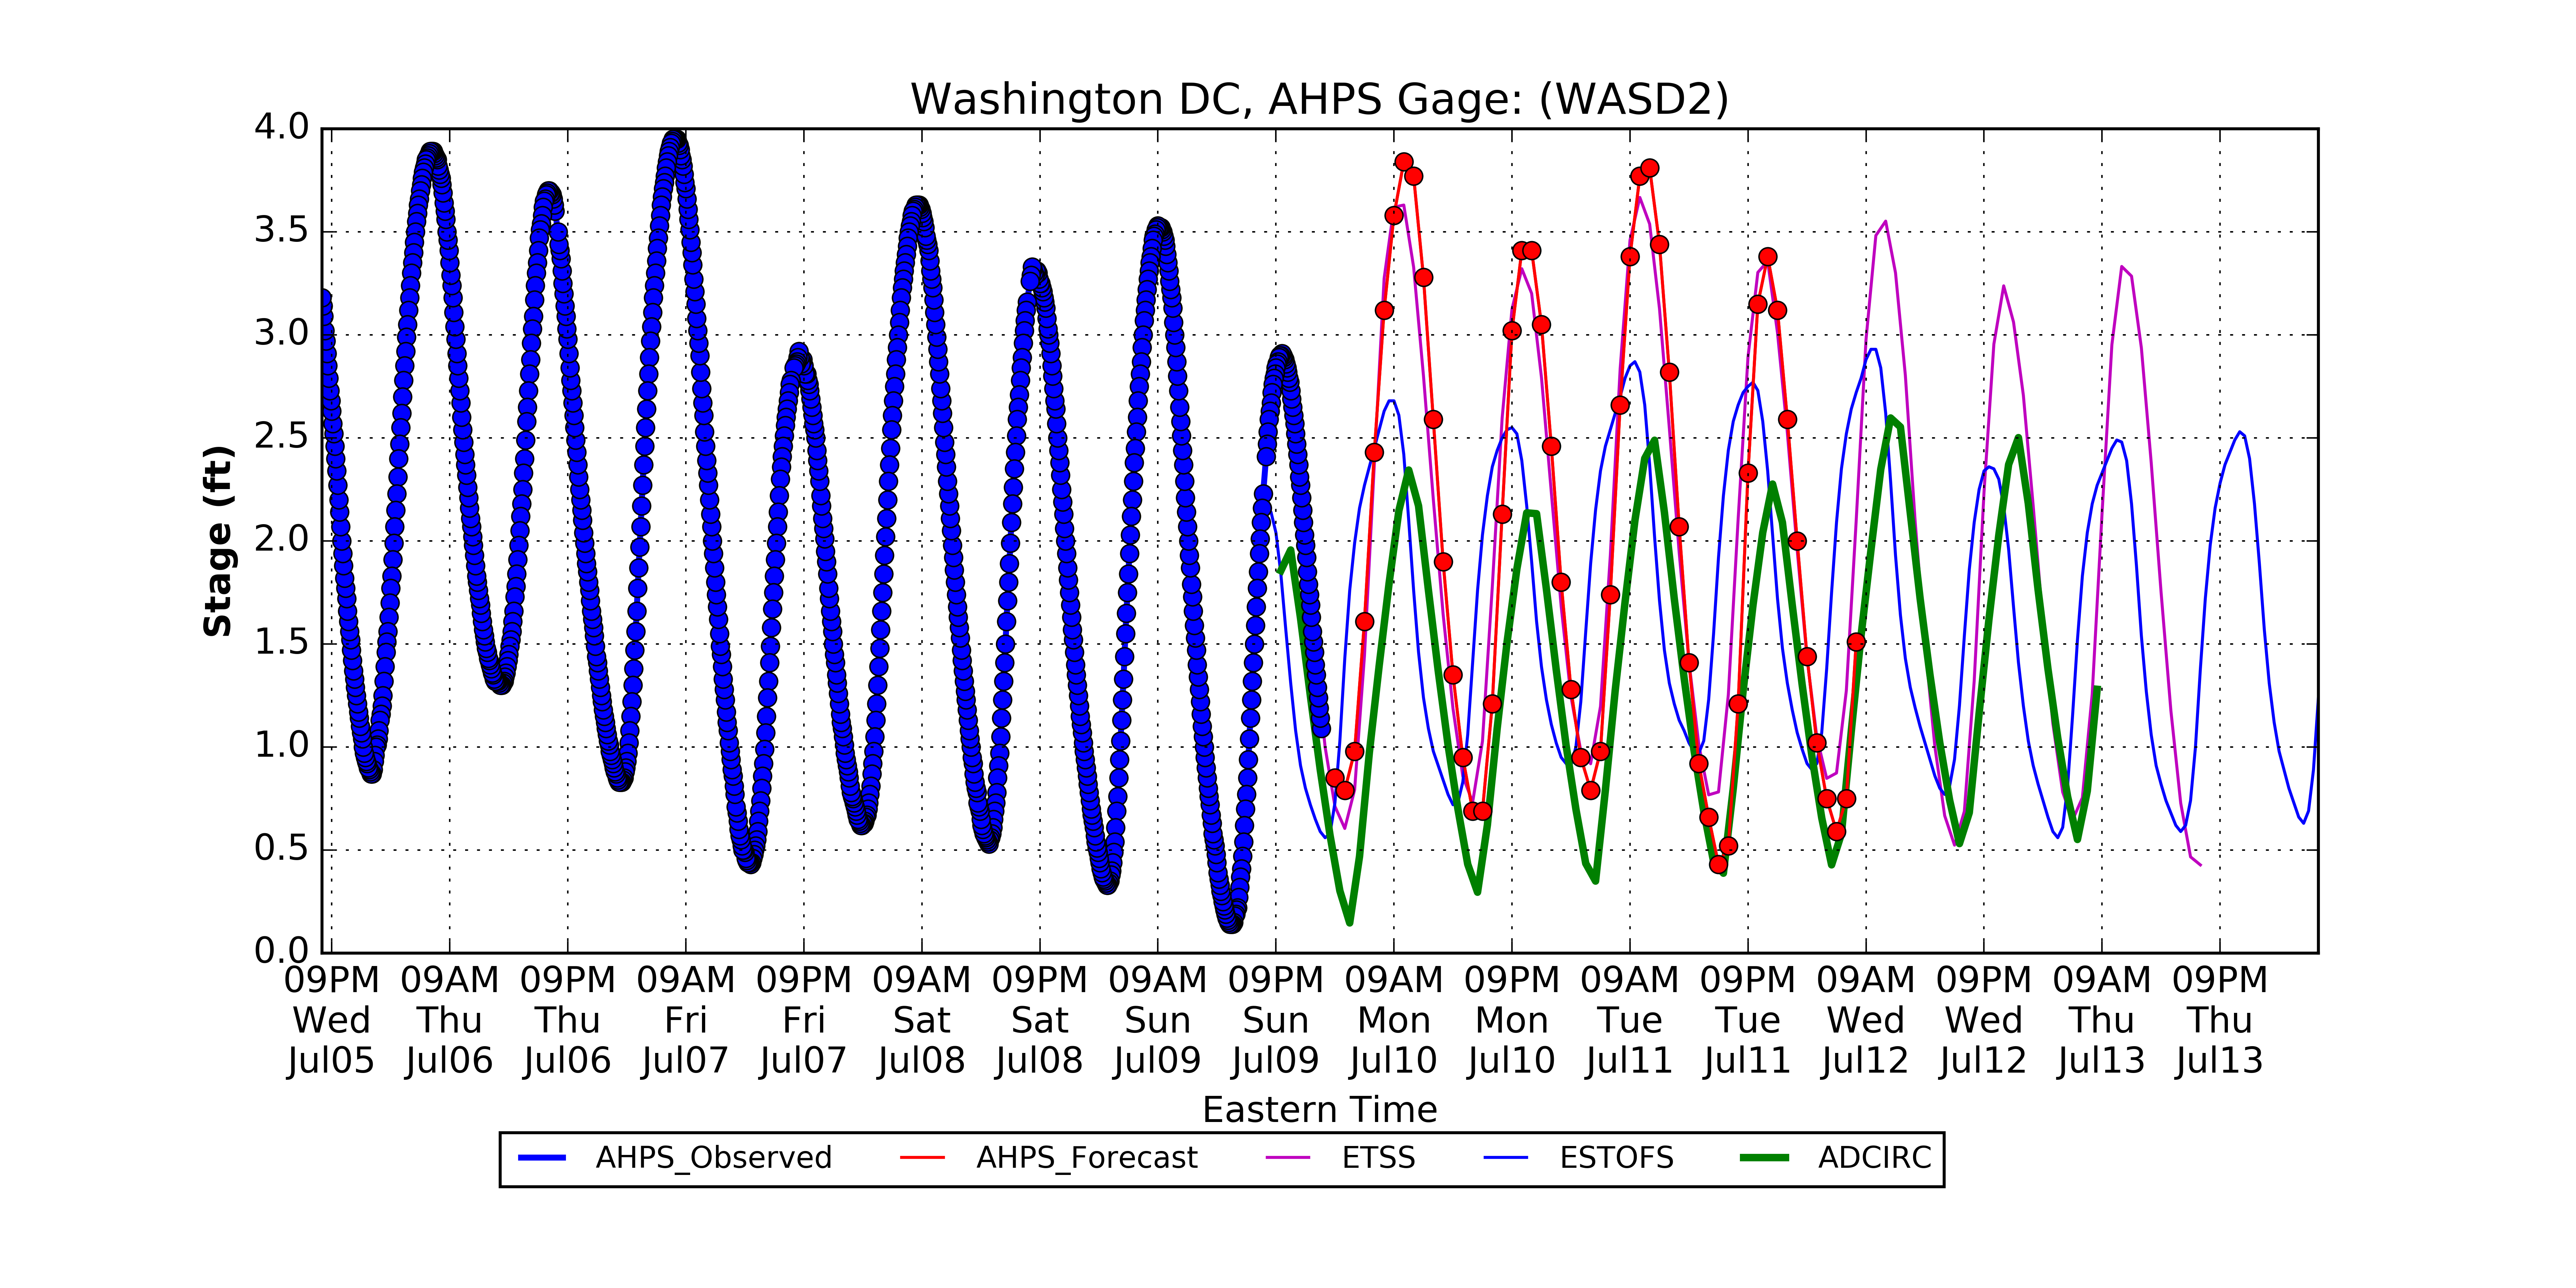 Washington DC, AHPS Gage: (WASD2)
4.0
3.5
3.0
2.5
2.0
1.5
1.0
0.5
0.0
Stage (ft)
09PM 09AM 09PM 09AM 09PM 09AM 09PM 09AM 09PM 09AM 09PM 09AM 09PM 09AM 09PM 09AM 09PM
Wed Thu Thu Fri Fri Sat Sat Sun Sun Mon Mon Tue Tue Wed Wed Thu Thu
Jul05 Jul06 Jul06 Jul07 Jul07 Jul08 Jul08 Jul09 Jul09 Jul10 Jul10 Jul11 Jul11 Jul12 Jul12 Jul13 Jul13
Eastern Time
AHPS_Observed AHPS_Forecast ETSS ESTOFS ADCIRC